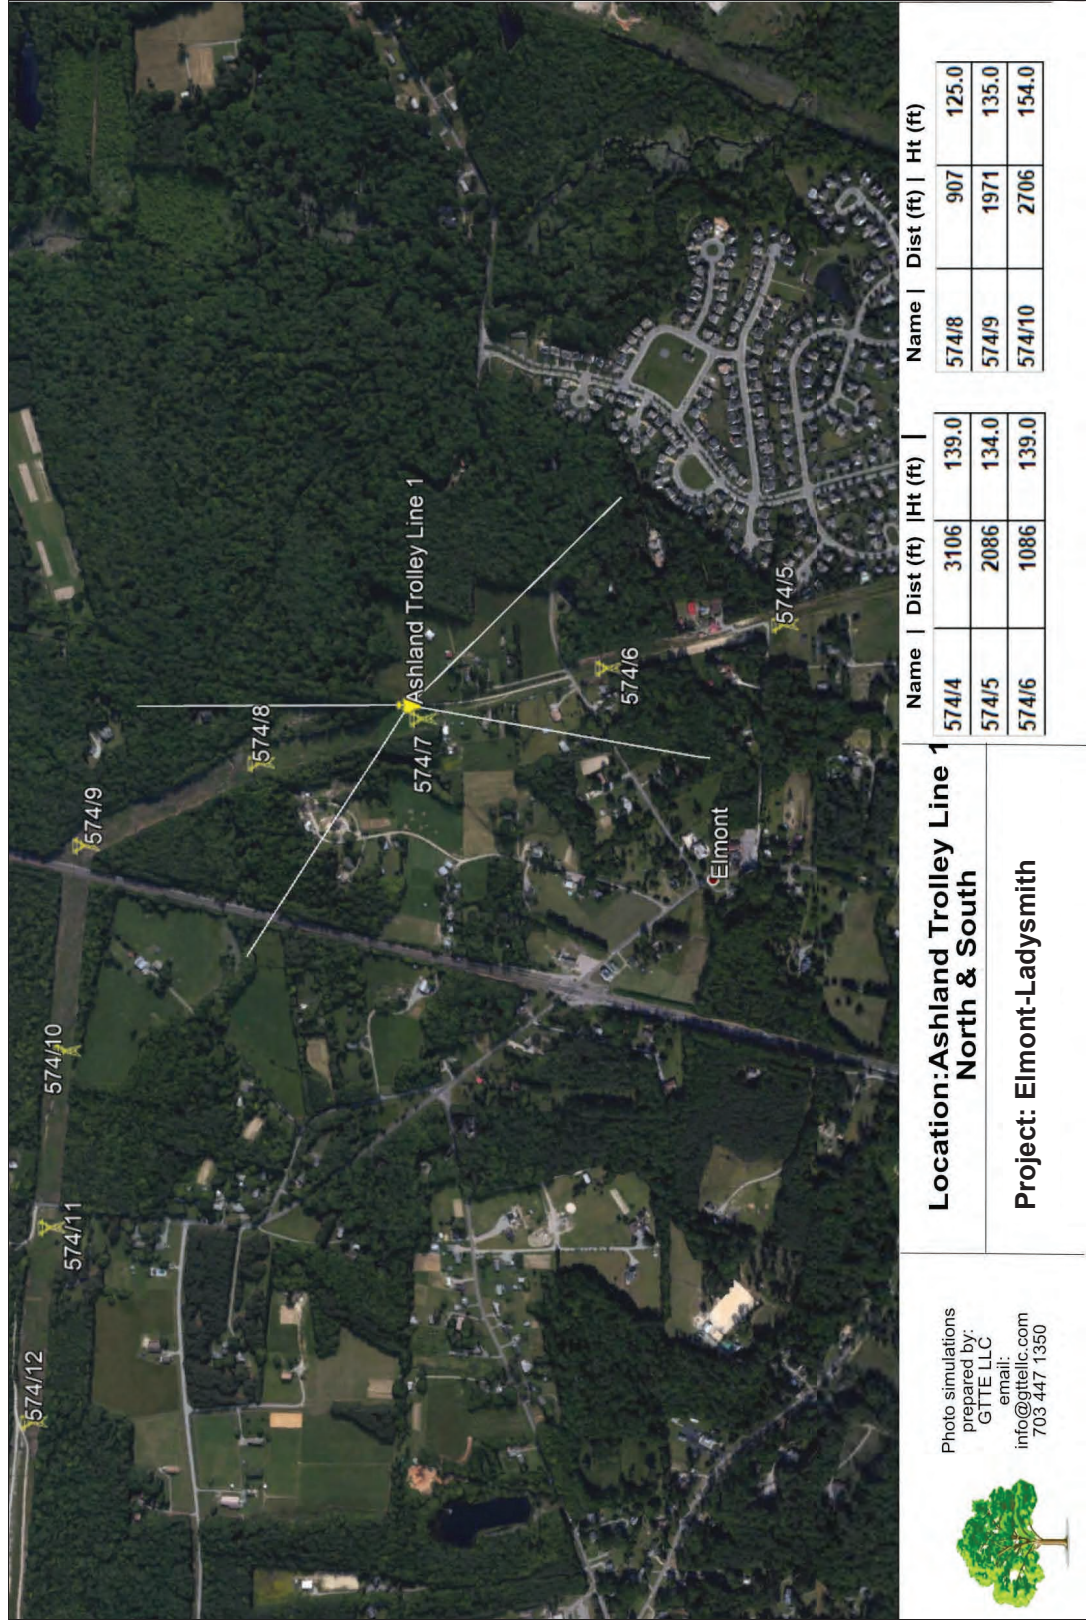 574/12
574/11
574/10
574/9
574/8
574/7
Ashland Trolley Line 1
574/6
574/5
Elmont
Photo simulations
prepared by:
GTTE LLC
email:
info@gttellc.com
703 447 1350
Location:Ashland Trolley Line 1
North & South
Project: Elmont-Ladysmith
Name | Dist (ft) |Ht (ft) |
574/4 3106 139.0
574/5 2086 134.0
574/6 1086 139.0
Name | Dist (ft) | Ht (ft)
574/8 907 125.0
574/9 1971 135.0
574/10 2706 154.0